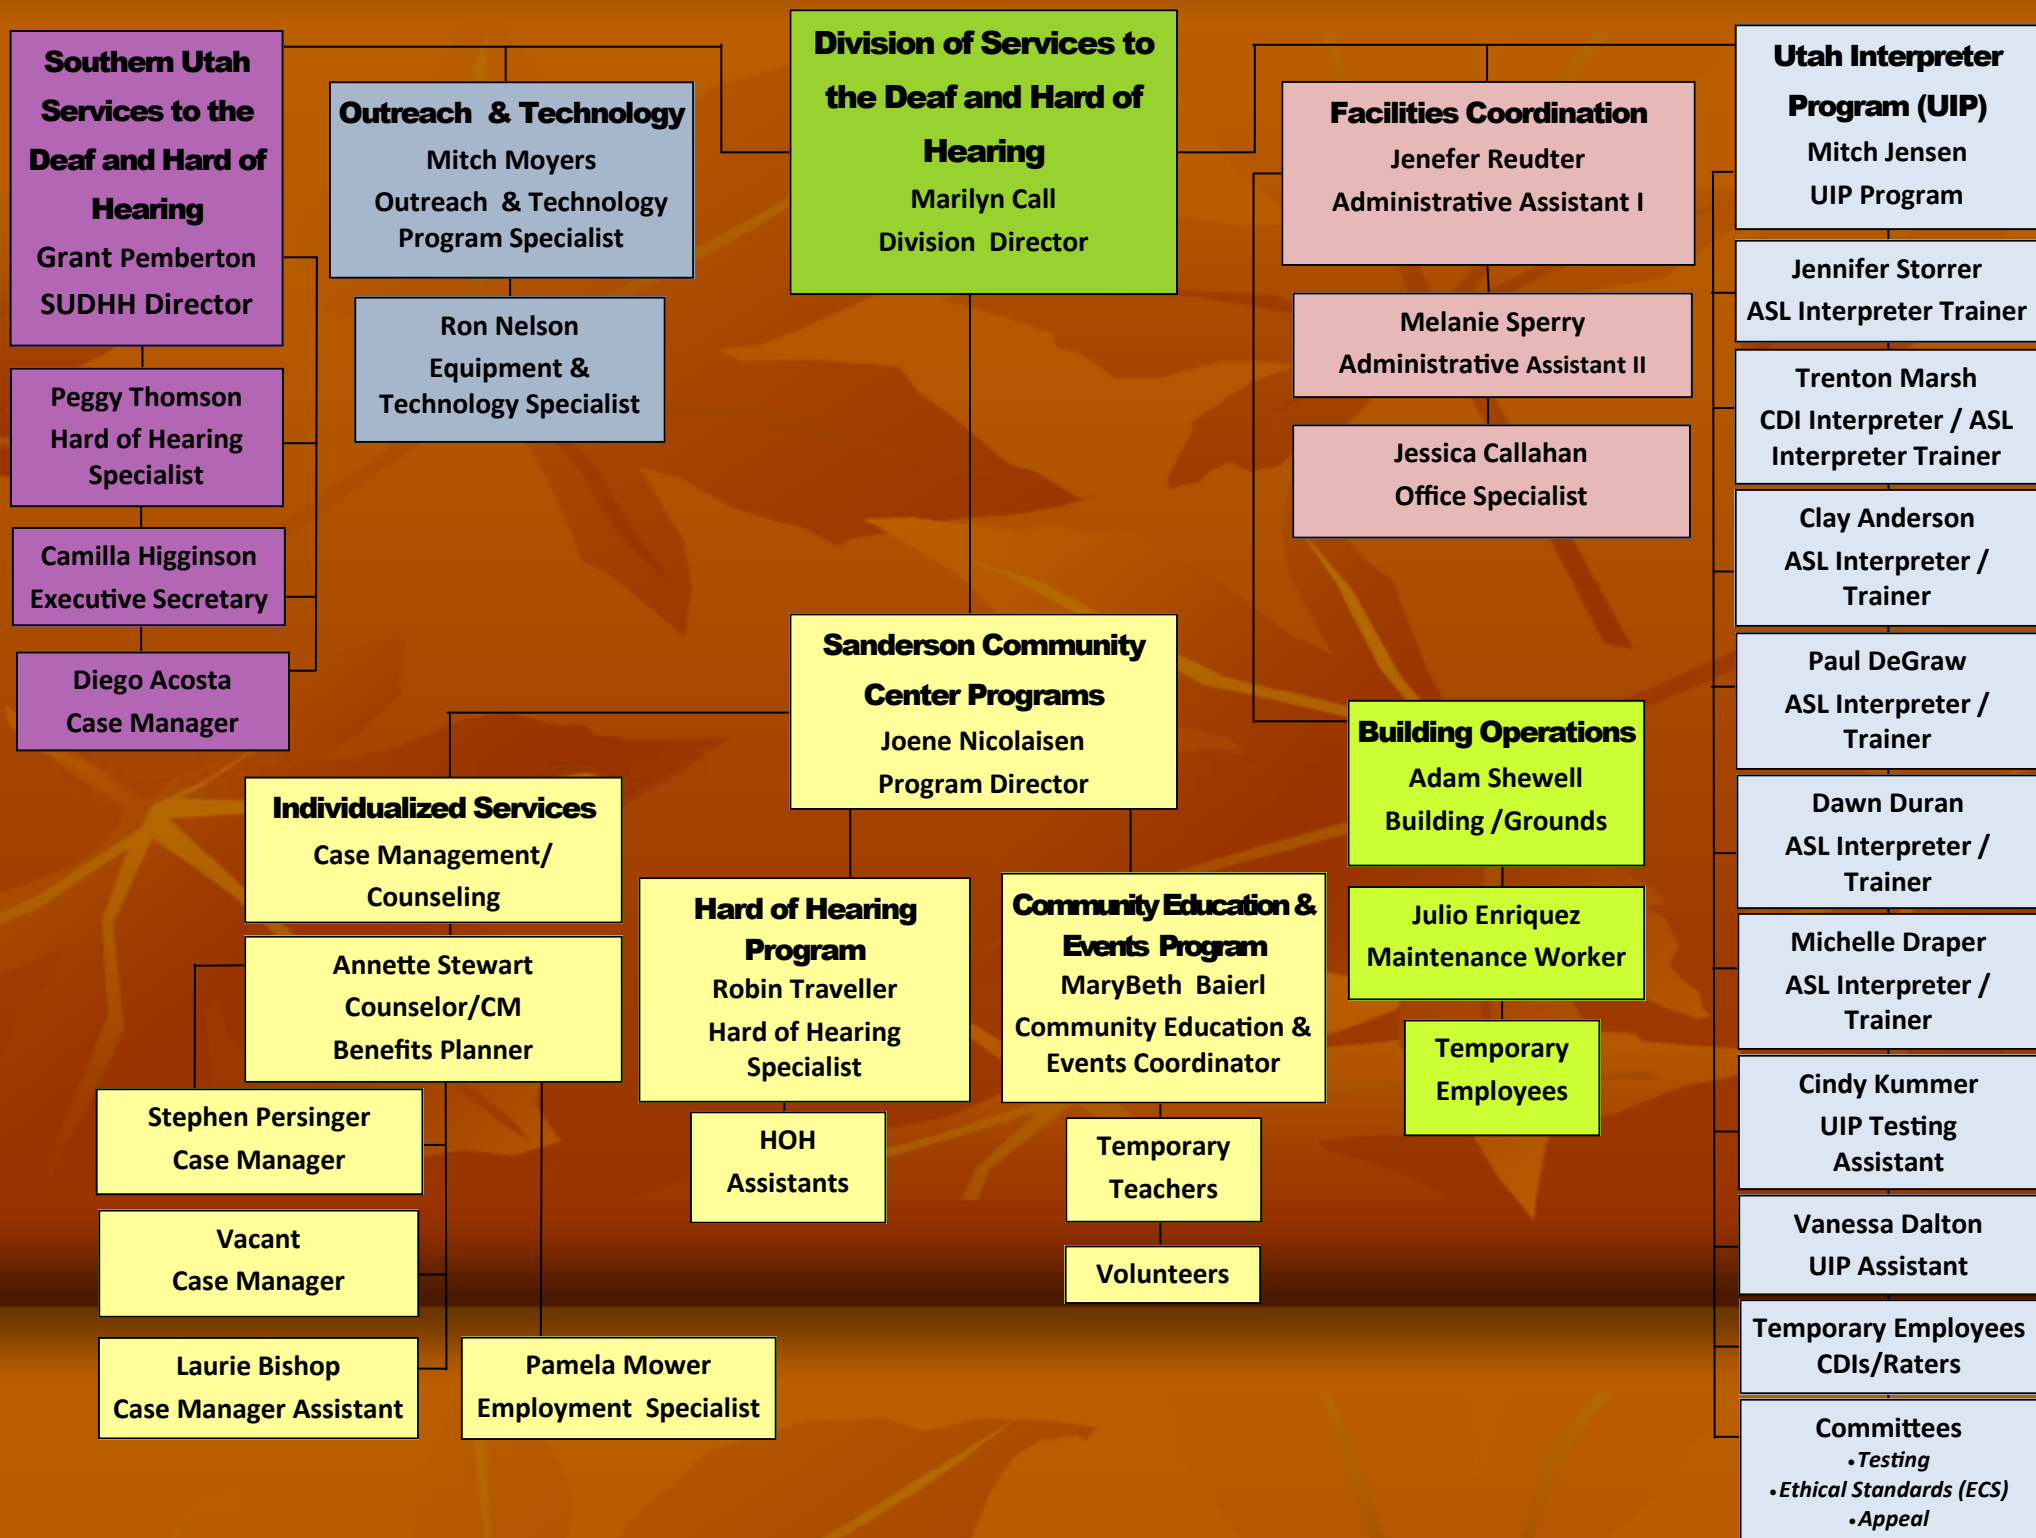 Southern Utah
Services to the
Deaf and Hard of
Hearing
Grant Pemberton
SUDHH Director
Peggy Thomson
Hard of Hearing
Specialist
Camilla Higginson
Executive Secretary
Diego Acosta
Case Manager
Outreach & Technology
Mitch Moyers
Outreach & Technology
Program Specialist
Ron Nelson
Equipment &
Technology Specialist
Division of Services to
the Deaf and Hard of
Hearing
Marilyn Call
Division Director
Facilities Coordination
Jenefer Reudter
Administrative Assistant I
Melanie Sperry
Administrative Assistant II
Jessica Callahan
Office Specialist
Sanderson Community
Center Programs
Joene Nicolaisen
Program Director
Individualized Services
Case Management/
Counseling
Annette Stewart
Counselor/CM
Benefits Planner
Stephen Persinger
Case Manager
Vacant
Case Manager
Laurie Bishop
Case Manager Assistant
Pamela Mower
Employment Specialist
Hard of Hearing
Program
Robin Traveller
Hard of Hearing
Specialist
HOH
Assistants
Community Education &
Events Program
MaryBeth Baierl
Community Education &
Events Coordinator
Temporary
Teachers
Volunteers
Building Operations
Adam Shewell
Building /Grounds
Julio Enriquez
Maintenance Worker
Temporary
Employees
Utah Interpreter
Program (UIP)
Mitch Jensen
UIP Program
Jennifer Storrer
ASL Interpreter Trainer
Trenton Marsh
CDI Interpreter / ASL
Interpreter Trainer
Clay Anderson
ASL Interpreter /
Trainer
Paul DeGraw
ASL Interpreter /
Trainer
Dawn Duran
ASL Interpreter /
Trainer
Michelle Draper
ASL Interpreter /
Trainer
Cindy Kummer
UIP Testing
Assistant
Vanessa Dalton
UIP Assistant
Temporary Employees
CDIs/Raters
Committees
•Testing
•Ethical Standards (ECS)
•Appeal